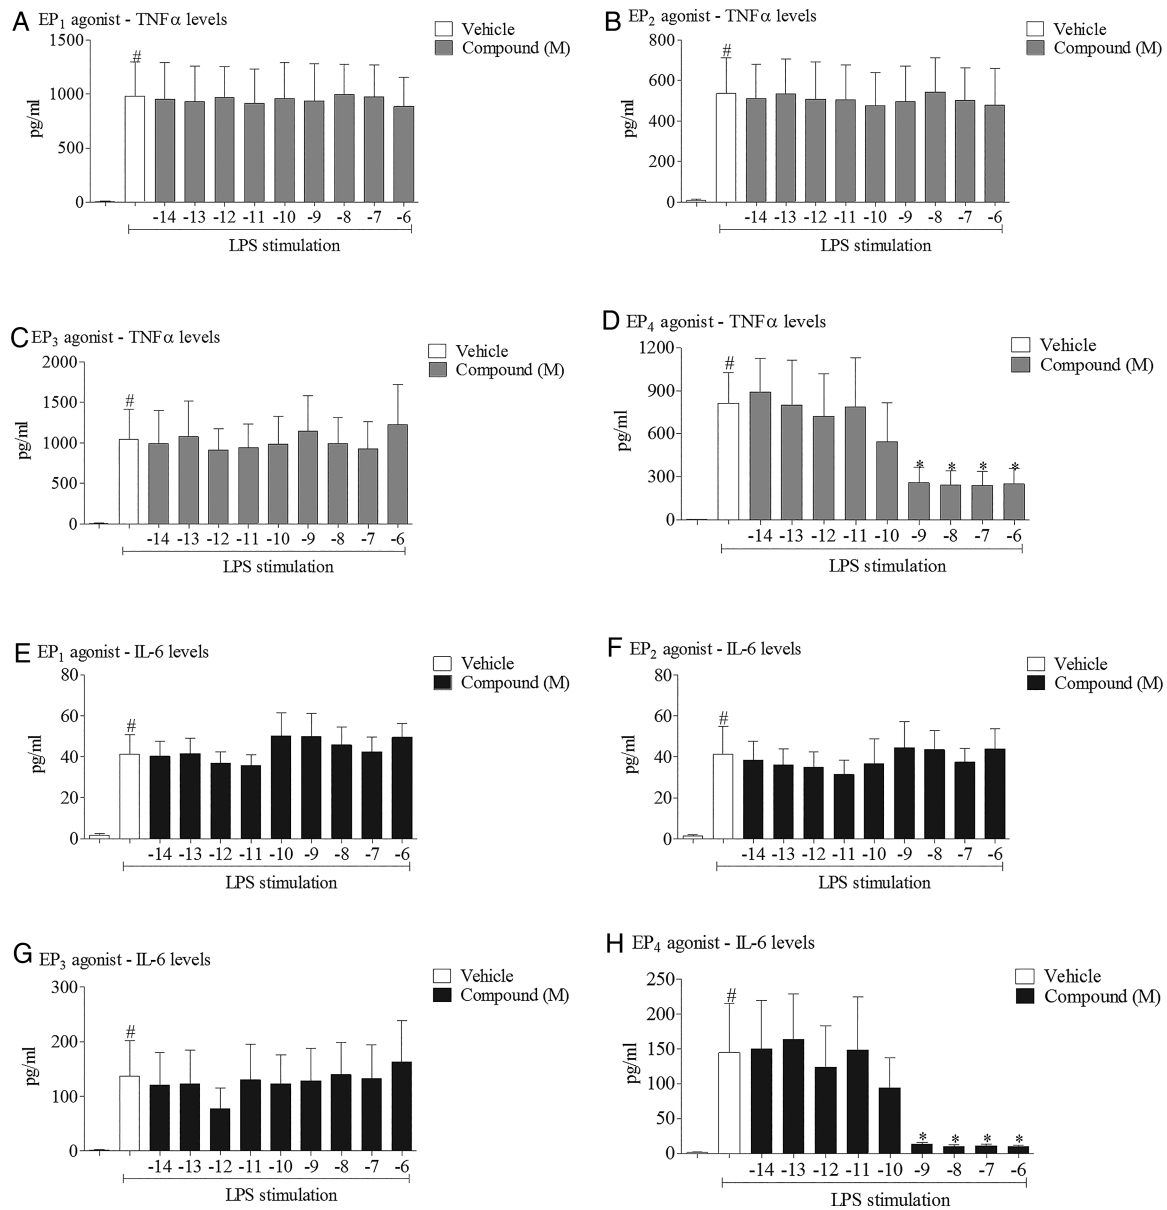 A EP1 agonist - TNFα levels
Vehicle
Compound (M)
pg/ml
1500
1000
500
0
#
-14 -13 -12 -11 -10 -9 -8 -7 -6
LPS stimulation
B EP2 agonist - TNFα levels
Vehicle
Compound (M)
pg/ml
800
600
400
200
0
#
-14 -13 -12 -11 -10 -9 -8 -7 -6
LPS stimulation
C EP3 agonist - TNFα levels
Vehicle
Compound (M)
pg/ml
2000
1500
1000
500
0
#
-14 -13 -12 -11 -10 -9 -8 -7 -6
LPS stimulation
D EP4 agonist - TNFα levels
Vehicle
Compound (M)
pg/ml
1200
900
600
300
0
#
* * * *
-14 -13 -12 -11 -10 -9 -8 -7 -6
LPS stimulation
E EP1 agonist - IL-6 levels
Vehicle
Compound (M)
pg/ml
80
60
40
20
0
#
-14 -13 -12 -11 -10 -9 -8 -7 -6
LPS stimulation
F EP2 agonist - IL-6 levels
Vehicle
Compound (M)
pg/ml
80
60
40
20
0
#
-14 -13 -12 -11 -10 -9 -8 -7 -6
LPS stimulation
G EP3 agonist - IL-6 levels
Vehicle
Compound (M)
pg/ml
300
200
100
0
#
-14 -13 -12 -11 -10 -9 -8 -7 -6
LPS stimulation
H EP4 agonist - IL-6 levels
Vehicle
Compound (M)
pg/ml
250
200
150
100
50
0
#
* * * *
-14 -13 -12 -11 -10 -9 -8 -7 -6
LPS stimulation